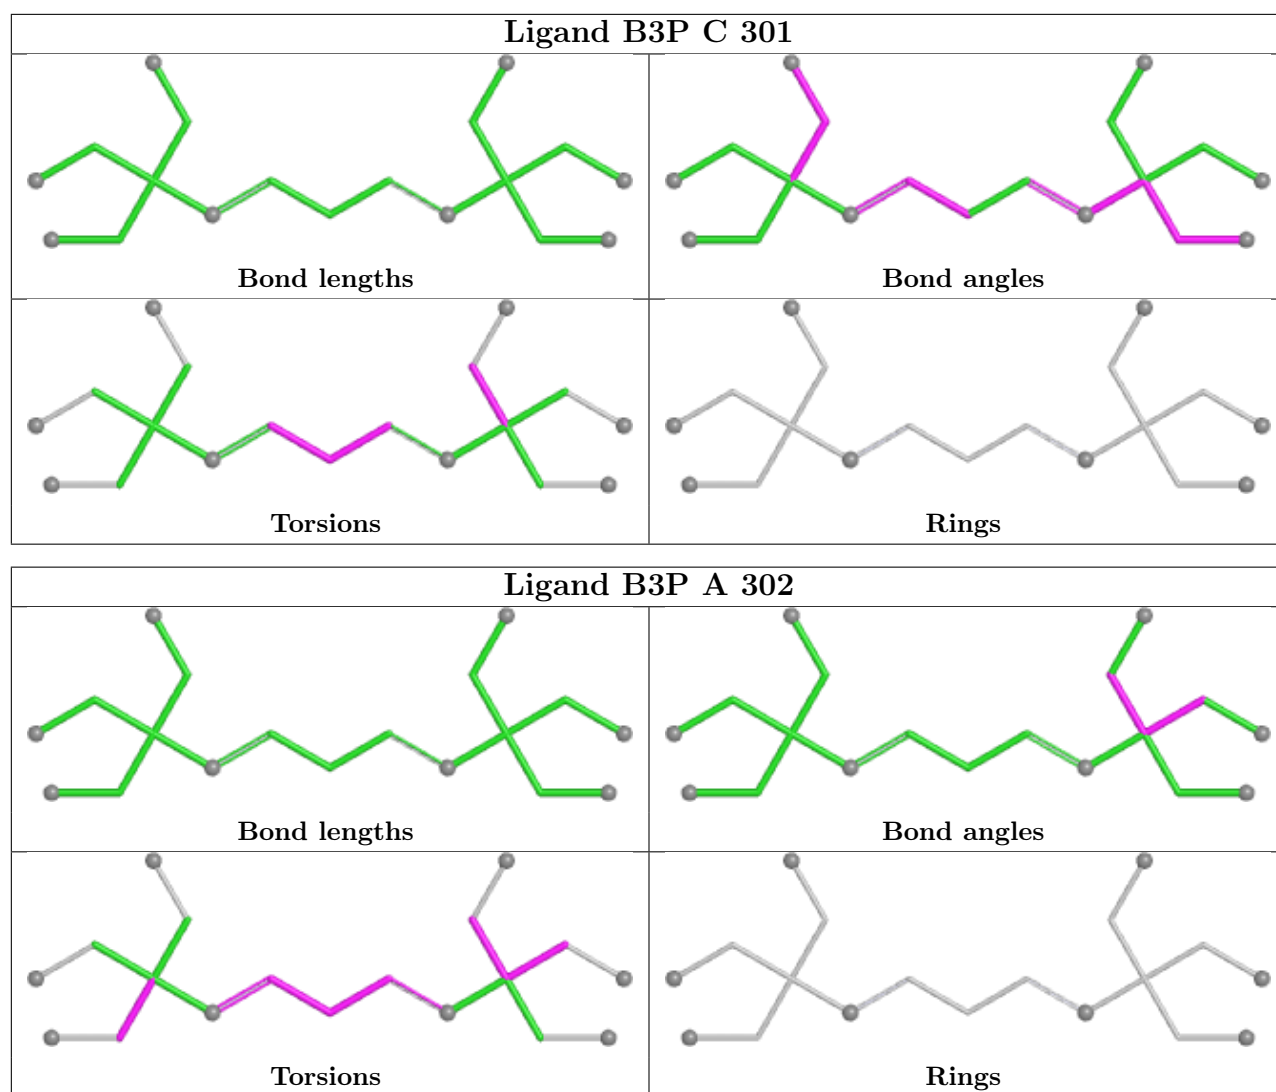 Ligand B3P C 301
Bond lengths
Bond angles
Torsions
Rings
Ligand B3P A 302
Bond lengths
Bond angles
Torsions
Rings